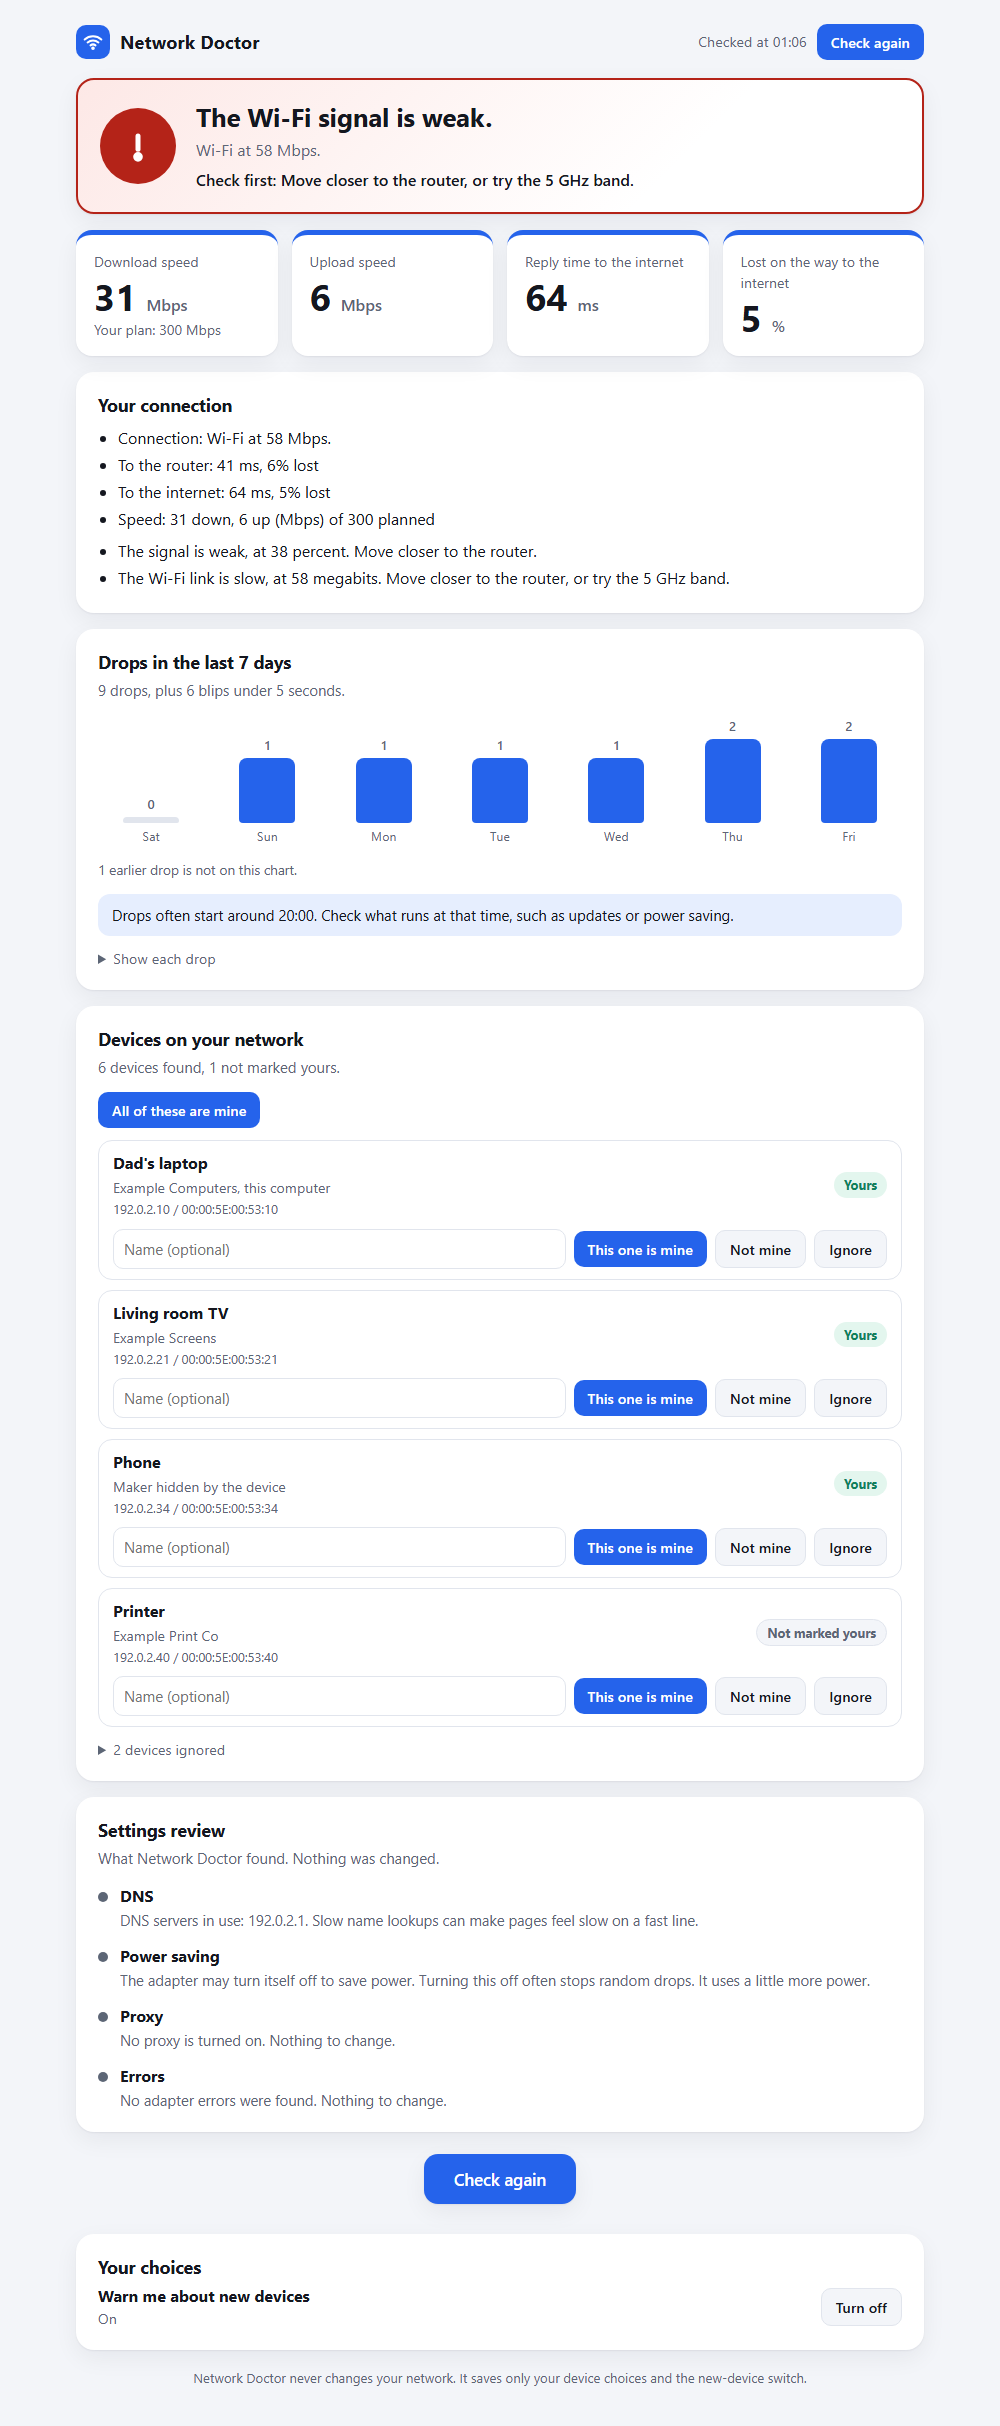 Network Doctor
Checked at 01:06
Check again
The Wi-Fi signal is weak.
Wi-Fi at 58 Mbps.
Check first: Move closer to the router, or try the 5 GHz band.
Download speed
31 Mbps
Your plan: 300 Mbps
Upload speed
6 Mbps
Reply time to the internet
64 ms
Lost on the way to the
internet
5 %
Your connection
Connection: Wi-Fi at 58 Mbps.
To the router: 41 ms, 6% lost
To the internet: 64 ms, 5% lost
Speed: 31 down, 6 up (Mbps) of 300 planned
The signal is weak, at 38 percent. Move closer to the router.
The Wi-Fi link is slow, at 58 megabits. Move closer to the router, or try the 5 GHz band.
Drops in the last 7 days
9 drops, plus 6 blips under 5 seconds.
0 1 1 1 1 2 2
Sat Sun Mon Tue Wed Thu Fri
1 earlier drop is not on this chart.
Drops often start around 20:00. Check what runs at that time, such as updates or power saving.
Show each drop
Devices on your network
6 devices found, 1 not marked yours.
All of these are mine
Dad's laptop
Example Computers, this computer
192.0.2.10 / 00:00:5E:00:53:10
Yours
Name (optional) This one is mine Not mine Ignore
Living room TV
Example Screens
192.0.2.21 / 00:00:5E:00:53:21
Yours
Name (optional) This one is mine Not mine Ignore
Phone
Maker hidden by the device
192.0.2.34 / 00:00:5E:00:53:34
Yours
Name (optional) This one is mine Not mine Ignore
Printer
Example Print Co
192.0.2.40 / 00:00:5E:00:53:40
Not marked yours
Name (optional) This one is mine Not mine Ignore
2 devices ignored
Settings review
What Network Doctor found. Nothing was changed.
DNS
DNS servers in use: 192.0.2.1. Slow name lookups can make pages feel slow on a fast line.
Power saving
The adapter may turn itself off to save power. Turning this off often stops random drops. It uses a little more power.
Proxy
No proxy is turned on. Nothing to change.
Errors
No adapter errors were found. Nothing to change.
Check again
Your choices
Warn me about new devices
On
Turn off
Network Doctor never changes your network. It saves only your device choices and the new-device switch.